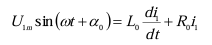 U_{1m} sin(ωt + α_0) = L_0 di_1/dt + R_0 i_1